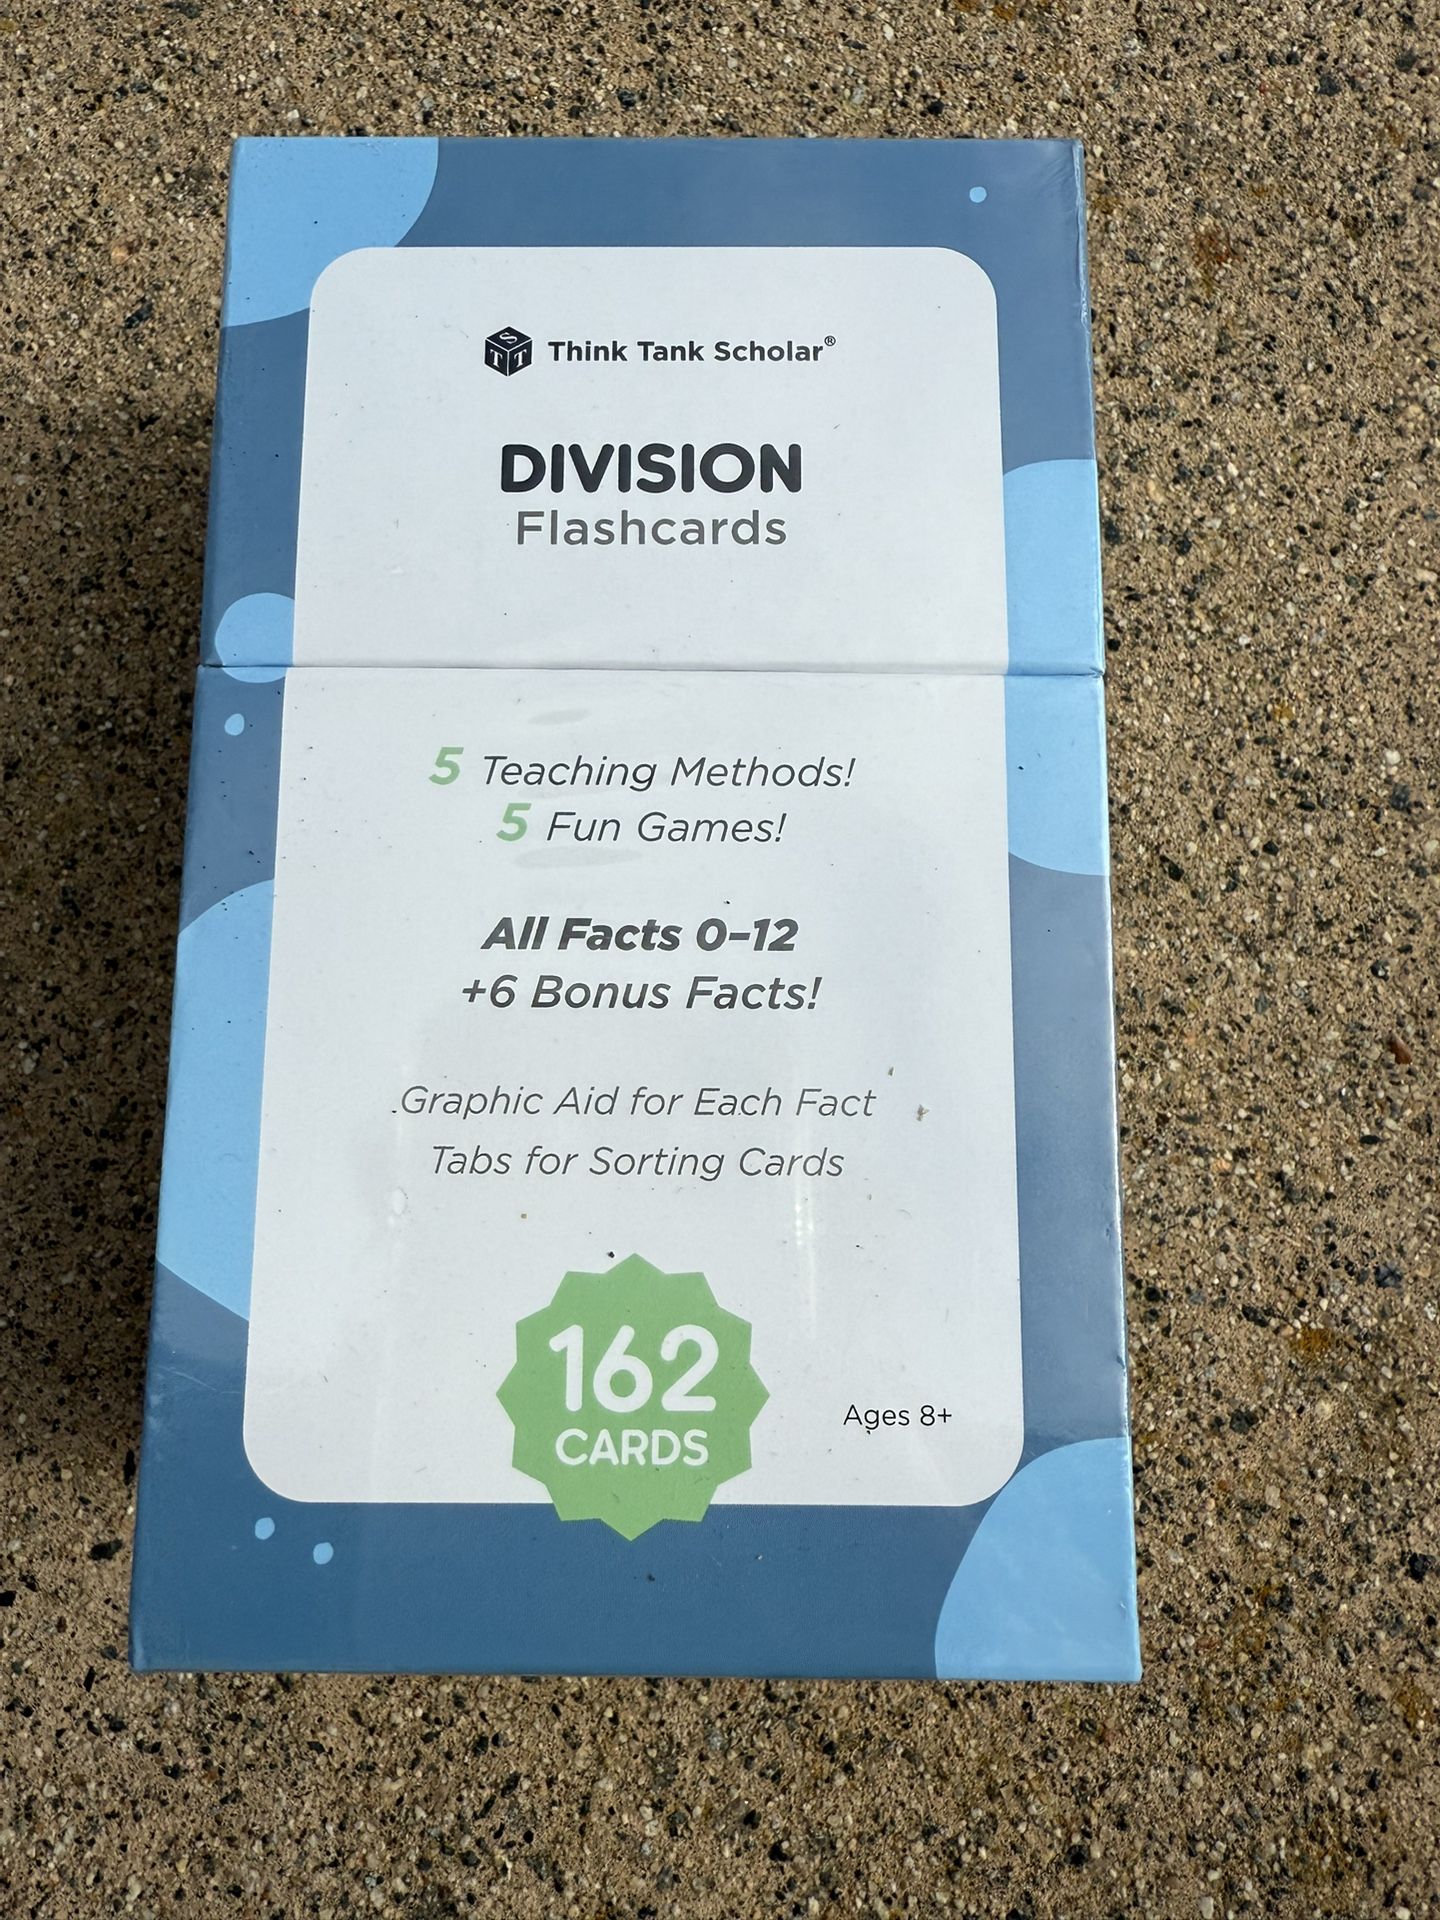 STT Think Tank Scholar®
DIVISION
Flashcards
5 Teaching Methods!
5 Fun Games!
All Facts 0–12
+6 Bonus Facts!
Graphic Aid for Each Fact
Tabs for Sorting Cards
162
CARDS
Ages 8+